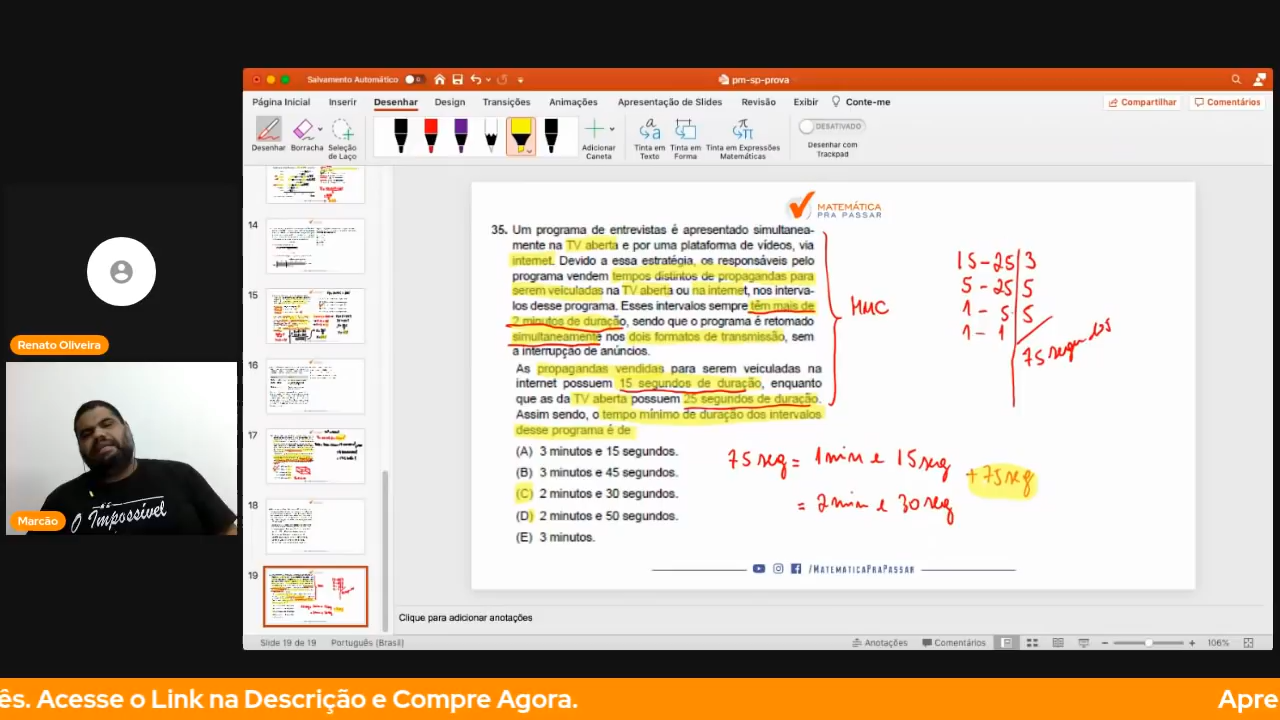 Salvamento Automático
pm-sp-prova
Página Inicial Inserir Desenhar Design Transições Animações Apresentação de Slides Revisão Exibir Conte-me
Compartilhar Comentários
Desenhar Borracha Seleção de Laço Adicionar Caneta Tinta em Texto Tinta em Forma Tinta em Expressões Matemáticas DESATIVADO Desenhar com Trackpad
14
15
16
17
18
19
MATEMÁTICA
PRA PASSAR
35. Um programa de entrevistas é apresentado simultanea-
mente na TV aberta e por uma plataforma de vídeos, via
internet. Devido a essa estratégia, os responsáveis pelo
programa vendem tempos distintos de propagandas para
serem veiculadas na TV aberta ou na internet, nos interva-
los desse programa. Esses intervalos sempre têm mais de
2 minutos de duração, sendo que o programa é retomado
simultaneamente nos dois formatos de transmissão, sem
a interrupção de anúncios.
As propagandas vendidas para serem veiculadas na
internet possuem 15 segundos de duração, enquanto
que as da TV aberta possuem 25 segundos de duração.
Assim sendo, o tempo mínimo de duração dos intervalos
desse programa é de
(A) 3 minutos e 15 segundos.
(B) 3 minutos e 45 segundos.
(C) 2 minutos e 30 segundos.
(D) 2 minutos e 50 segundos.
(E) 3 minutos.
MMC
15-25 3
5-25 5
1-5 5
1-1
75 segundos
75 seg = 1 min e 15 seg
+75 seg
= 2 min e 30 seg
/MATEMATICAPRAPASSAR
Clique para adicionar anotações
Slide 19 de 19 Português (Brasil) Anotações Comentários 106%
Renato Oliveira
O Impossível
Marcão
ês. Acesse o Link na Descrição e Compre Agora. Apre